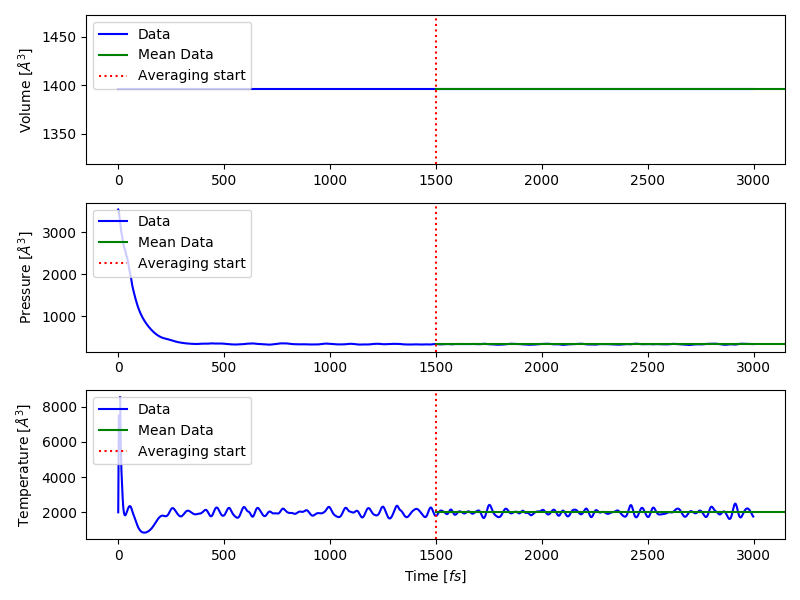 Volume [Å³]
1450
1400
1350
Data
Mean Data
Averaging start
0 500 1000 1500 2000 2500 3000
Pressure [Å³]
3000
2000
1000
Data
Mean Data
Averaging start
0 500 1000 1500 2000 2500 3000
Temperature [Å³]
8000
6000
4000
2000
Data
Mean Data
Averaging start
0 500 1000 1500 2000 2500 3000
Time [fs]